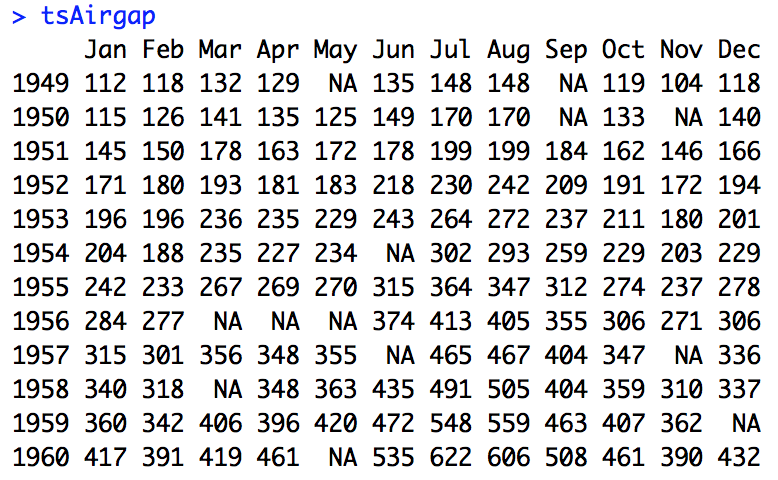 > tsAirgap
Jan Feb Mar Apr May Jun Jul Aug Sep Oct Nov Dec
1949 112 118 132 129 NA 135 148 148 NA 119 104 118
1950 115 126 141 135 125 149 170 170 NA 133 NA 140
1951 145 150 178 163 172 178 199 199 184 162 146 166
1952 171 180 193 181 183 218 230 242 209 191 172 194
1953 196 196 236 235 229 243 264 272 237 211 180 201
1954 204 188 235 227 234 NA 302 293 259 229 203 229
1955 242 233 267 269 270 315 364 347 312 274 237 278
1956 284 277 NA NA NA 374 413 405 355 306 271 306
1957 315 301 356 348 355 NA 465 467 404 347 NA 336
1958 340 318 NA 348 363 435 491 505 404 359 310 337
1959 360 342 406 396 420 472 548 559 463 407 362 NA
1960 417 391 419 461 NA 535 622 606 508 461 390 432